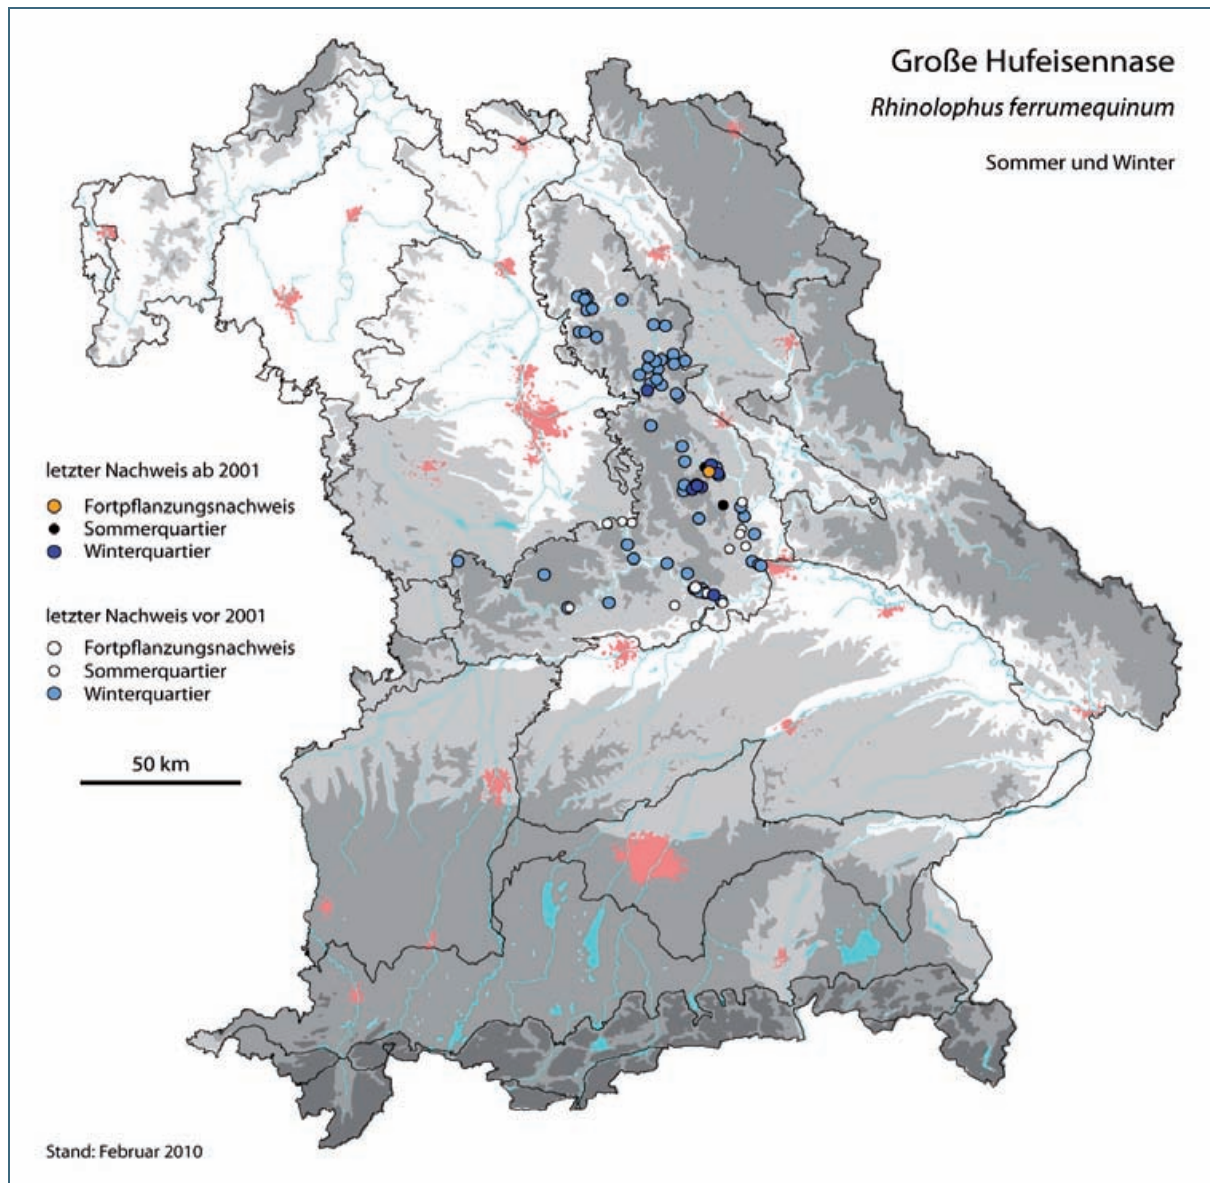 Große Hufeisennase
Rhinolophus ferrumequinum
Sommer und Winter
letzter Nachweis ab 2001
Fortpflanzungsnachweis
Sommerquartier
Winterquartier
letzter Nachweis vor 2001
Fortpflanzungsnachweis
Sommerquartier
Winterquartier
50 km
Stand: Februar 2010